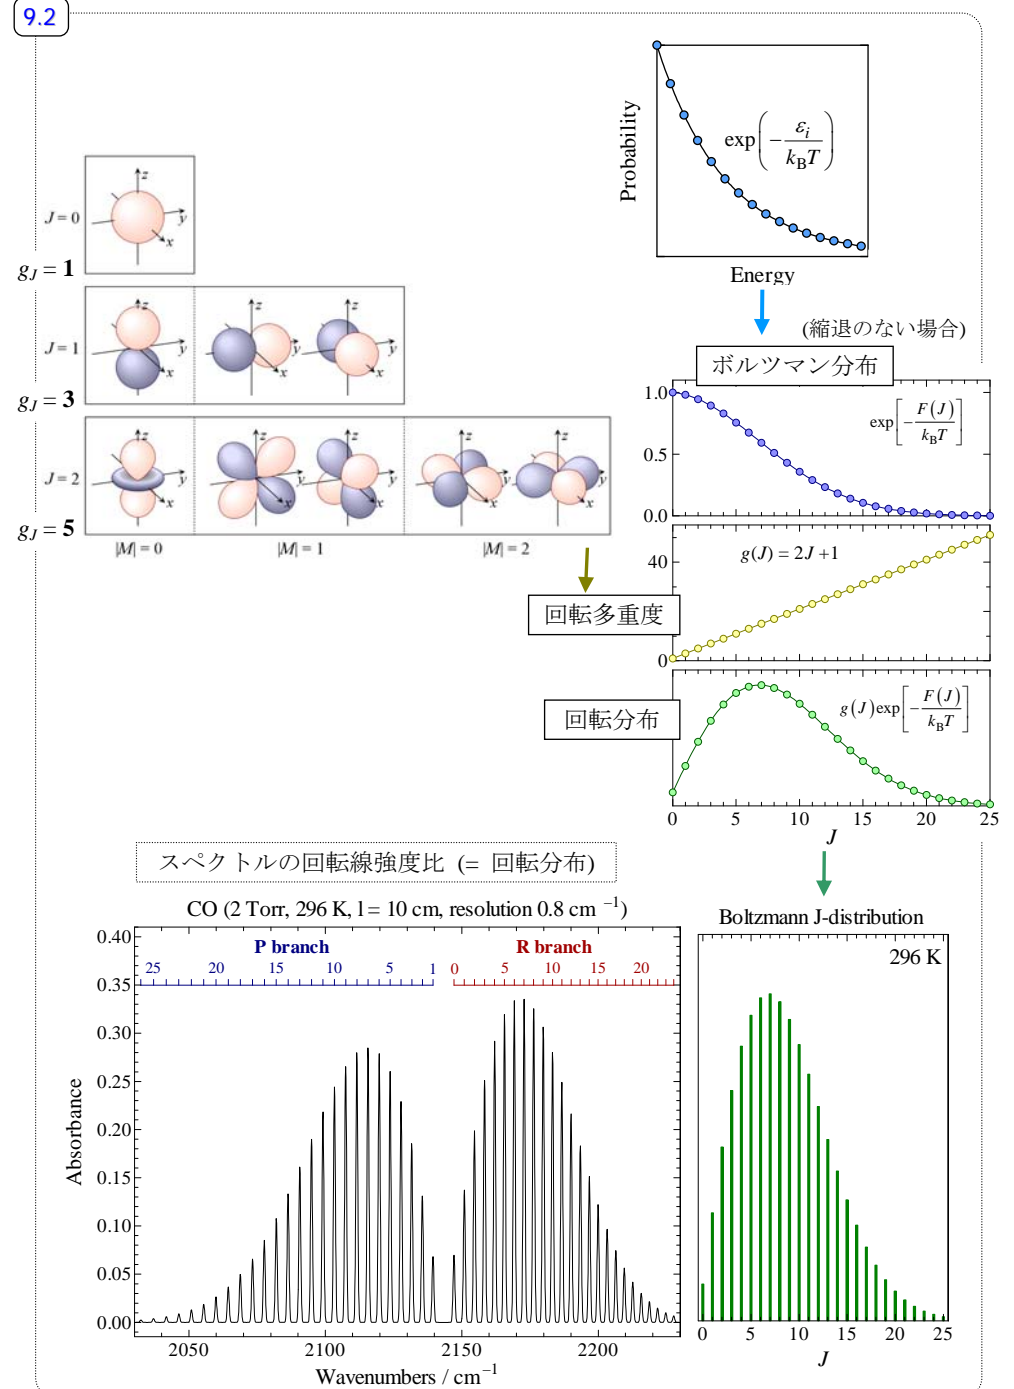 9.2
Probability
exp(−εi/kBT)
Energy
z
y
x
J = 0
gJ = 1
z
y
x
z
y
x
z
y
x
J = 1
gJ = 3
z
y
x
z
y
x
z
y
x
z
y
x
z
y
x
J = 2
gJ = 5
|M| = 0
|M| = 1
|M| = 2
(縮退のない場合)
ボルツマン分布
1.0
0.5
0.0
exp[−F(J)/kBT]
回転多重度
40
0
g(J) = 2J +1
回転分布
g(J)exp[−F(J)/kBT]
0 5 10 15 20 25
J
スペクトルの回転線強度比 (= 回転分布)
CO (2 Torr, 296 K, l = 10 cm, resolution 0.8 cm −1)
P branch
25 20 15 10 5 1
R branch
0 5 10 15 20
Absorbance
0.40
0.35
0.30
0.25
0.20
0.15
0.10
0.05
0.00
2050 2100 2150 2200
Wavenumbers / cm−1
Boltzmann J-distribution
296 K
0 5 10 15 20 25
J